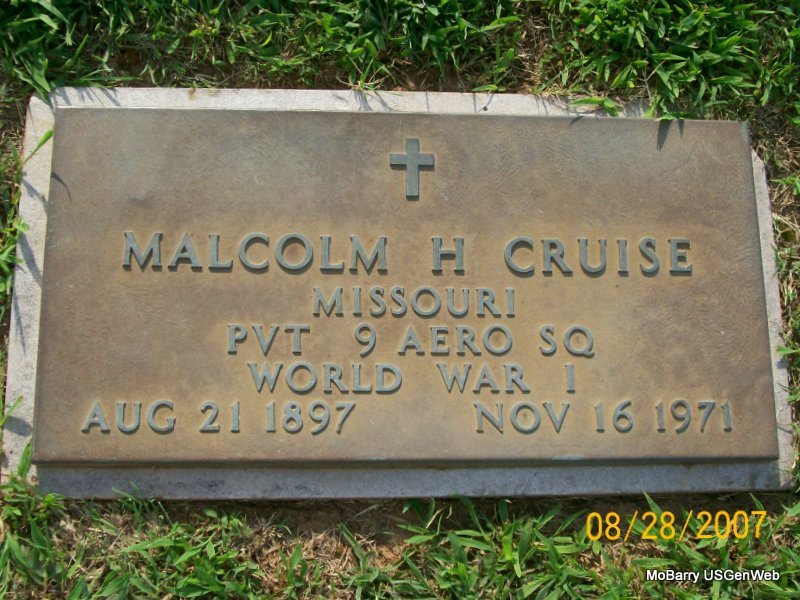 MALCOLM H CRUISE
MISSOURI
PVT 9 AERO SQ
WORLD WAR I
AUG 21 1897 NOV 16 1971
08/28/2007
MoBarry USGenWeb